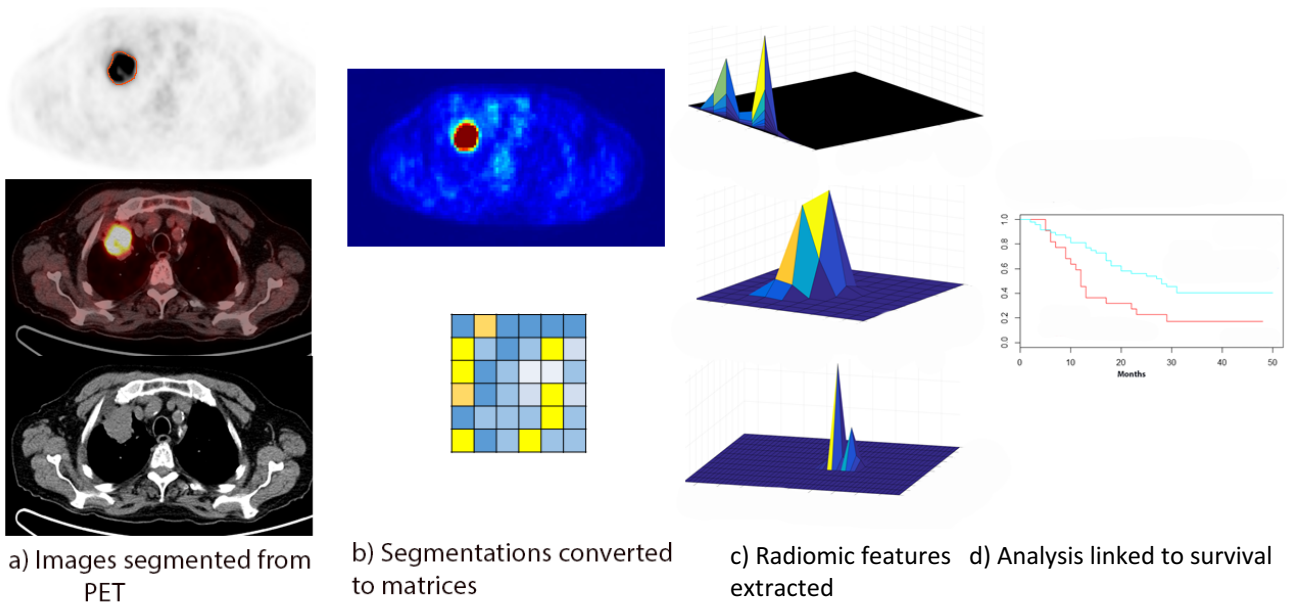 1.0
0.8
0.6
0.4
0.2
0.0
0 10 20 30 40 50
Months
a) Images segmented from
PET
b) Segmentations converted
to matrices
c) Radiomic features
extracted
d) Analysis linked to survival